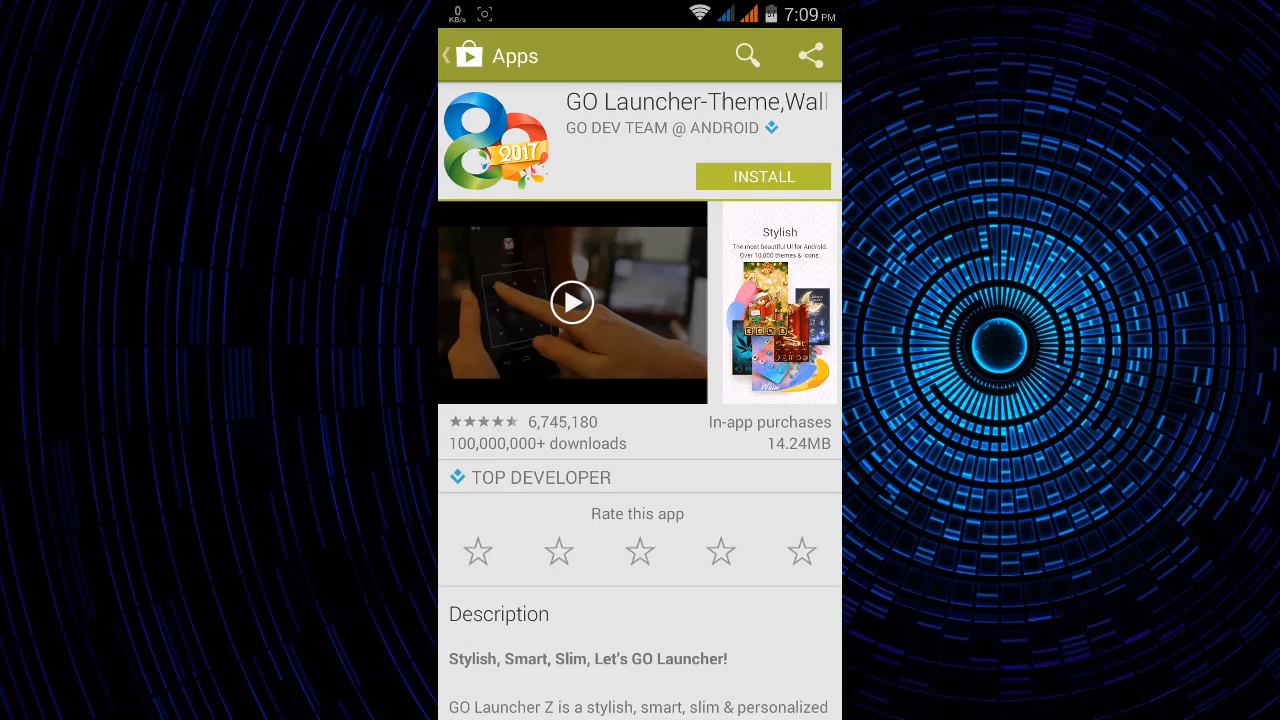 0
KB/s
7:09 PM
Apps
GO Launcher-Theme,Wall
GO DEV TEAM @ ANDROID
2017
INSTALL
Stylish
The most beautiful UI for Android.
Over 10,000 themes & icons.
Whim
6,745,180
In-app purchases
100,000,000+ downloads
14.24MB
TOP DEVELOPER
Rate this app
Description
Stylish, Smart, Slim, Let's GO Launcher!
GO Launcher Z is a stylish, smart, slim & personalized